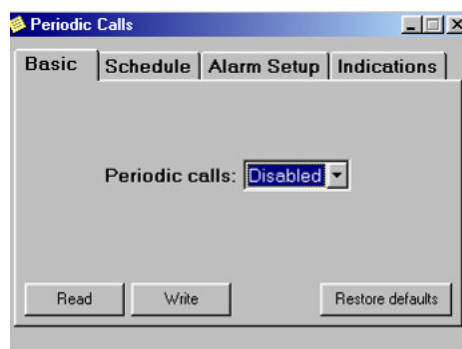 Periodic Calls
Basic Schedule Alarm Setup Indications
Periodic calls: Disabled
Read Write Restore defaults